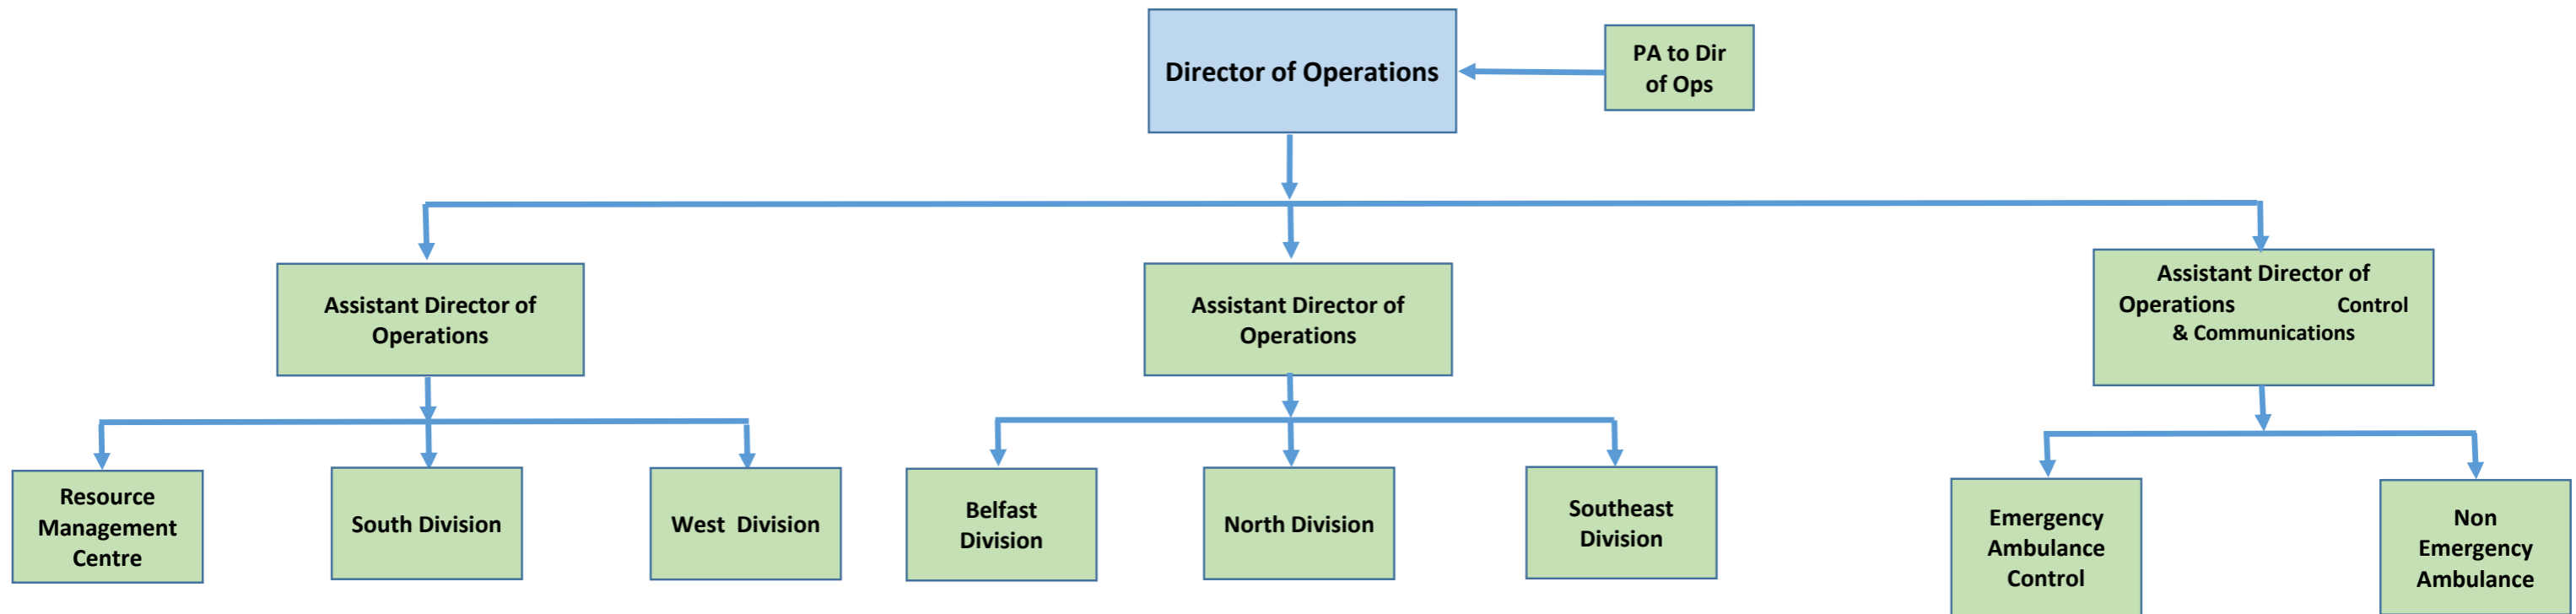 Director of Operations
PA to Dir
of Ops
Assistant Director of
Operations
Assistant Director of
Operations
Assistant Director of
Operations Control
& Communications
Resource
Management
Centre
South Division
West Division
Belfast
Division
North Division
Southeast
Division
Emergency
Ambulance
Control
Non
Emergency
Ambulance